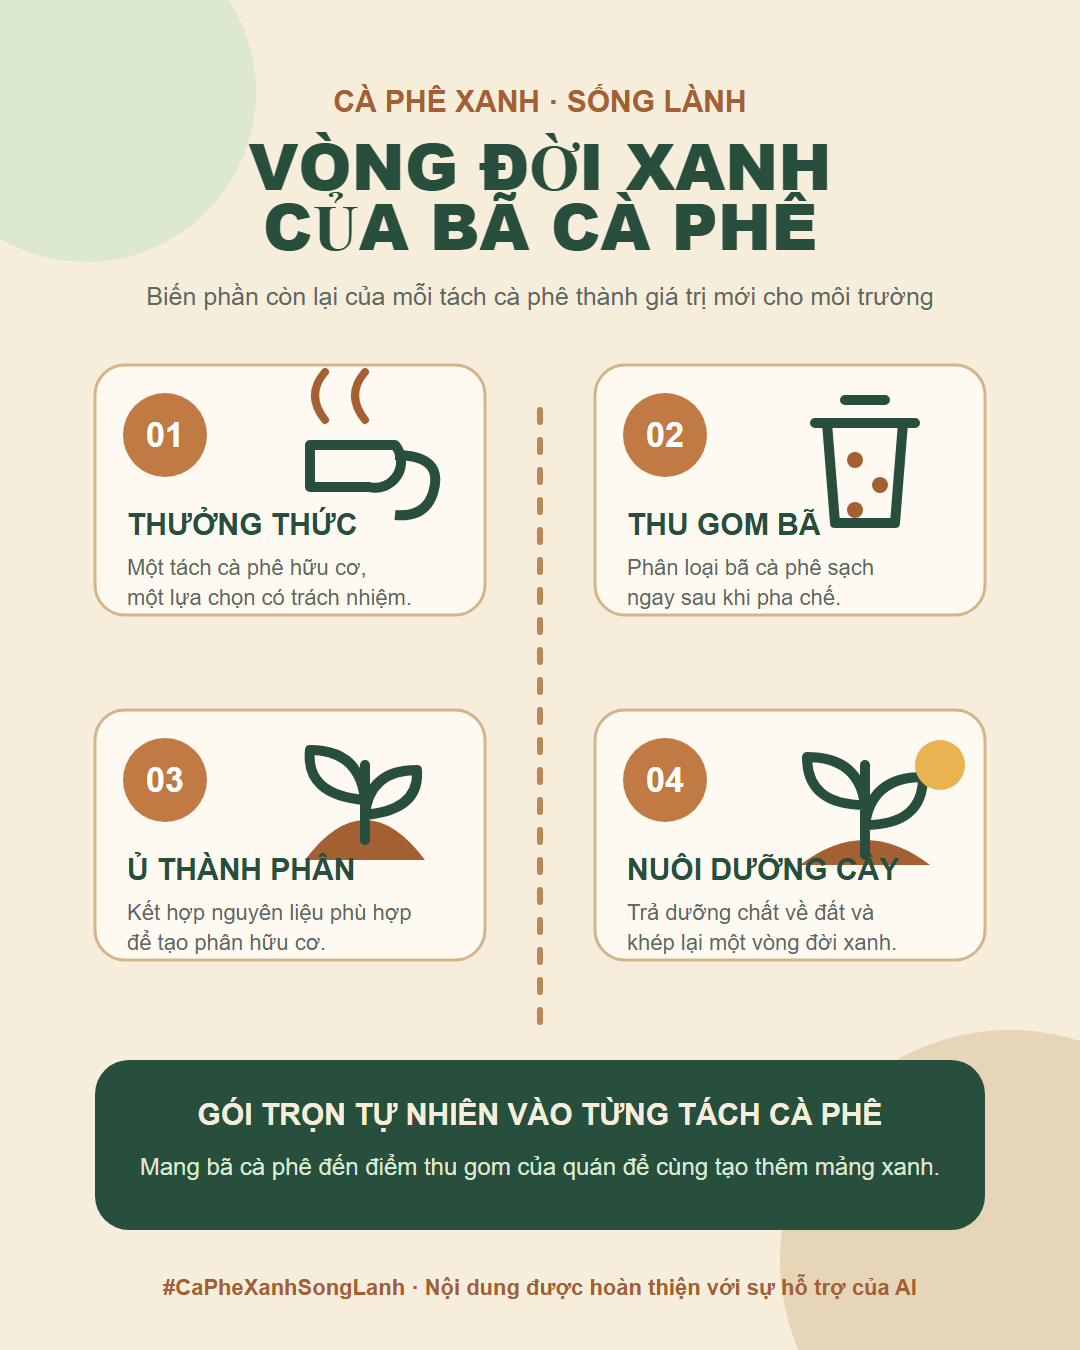 CÀ PHÊ XANH · SỐNG LÀNH
VÒNG ĐỜI XANH
CỦA BÃ CÀ PHÊ
Biến phần còn lại của mỗi tách cà phê thành giá trị mới cho môi trường
01
THƯỞNG THỨC
Một tách cà phê hữu cơ,
một lựa chọn có trách nhiệm.
02
THU GOM BÃ
Phân loại bã cà phê sạch
ngay sau khi pha chế.
03
Ủ THÀNH PHÂN
Kết hợp nguyên liệu phù hợp
để tạo phân hữu cơ.
04
NUÔI DƯỠNG CÂY
Trả dưỡng chất về đất và
khép lại một vòng đời xanh.
GÓI TRỌN TỰ NHIÊN VÀO TỪNG TÁCH CÀ PHÊ
Mang bã cà phê đến điểm thu gom của quán để cùng tạo thêm mảng xanh.
#CaPheXanhSongLanh · Nội dung được hoàn thiện với sự hỗ trợ của AI